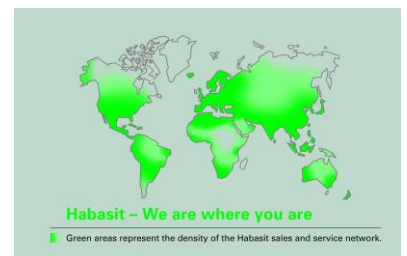 Habasit – We are where you are
Green areas represent the density of the Habasit sales and service network.